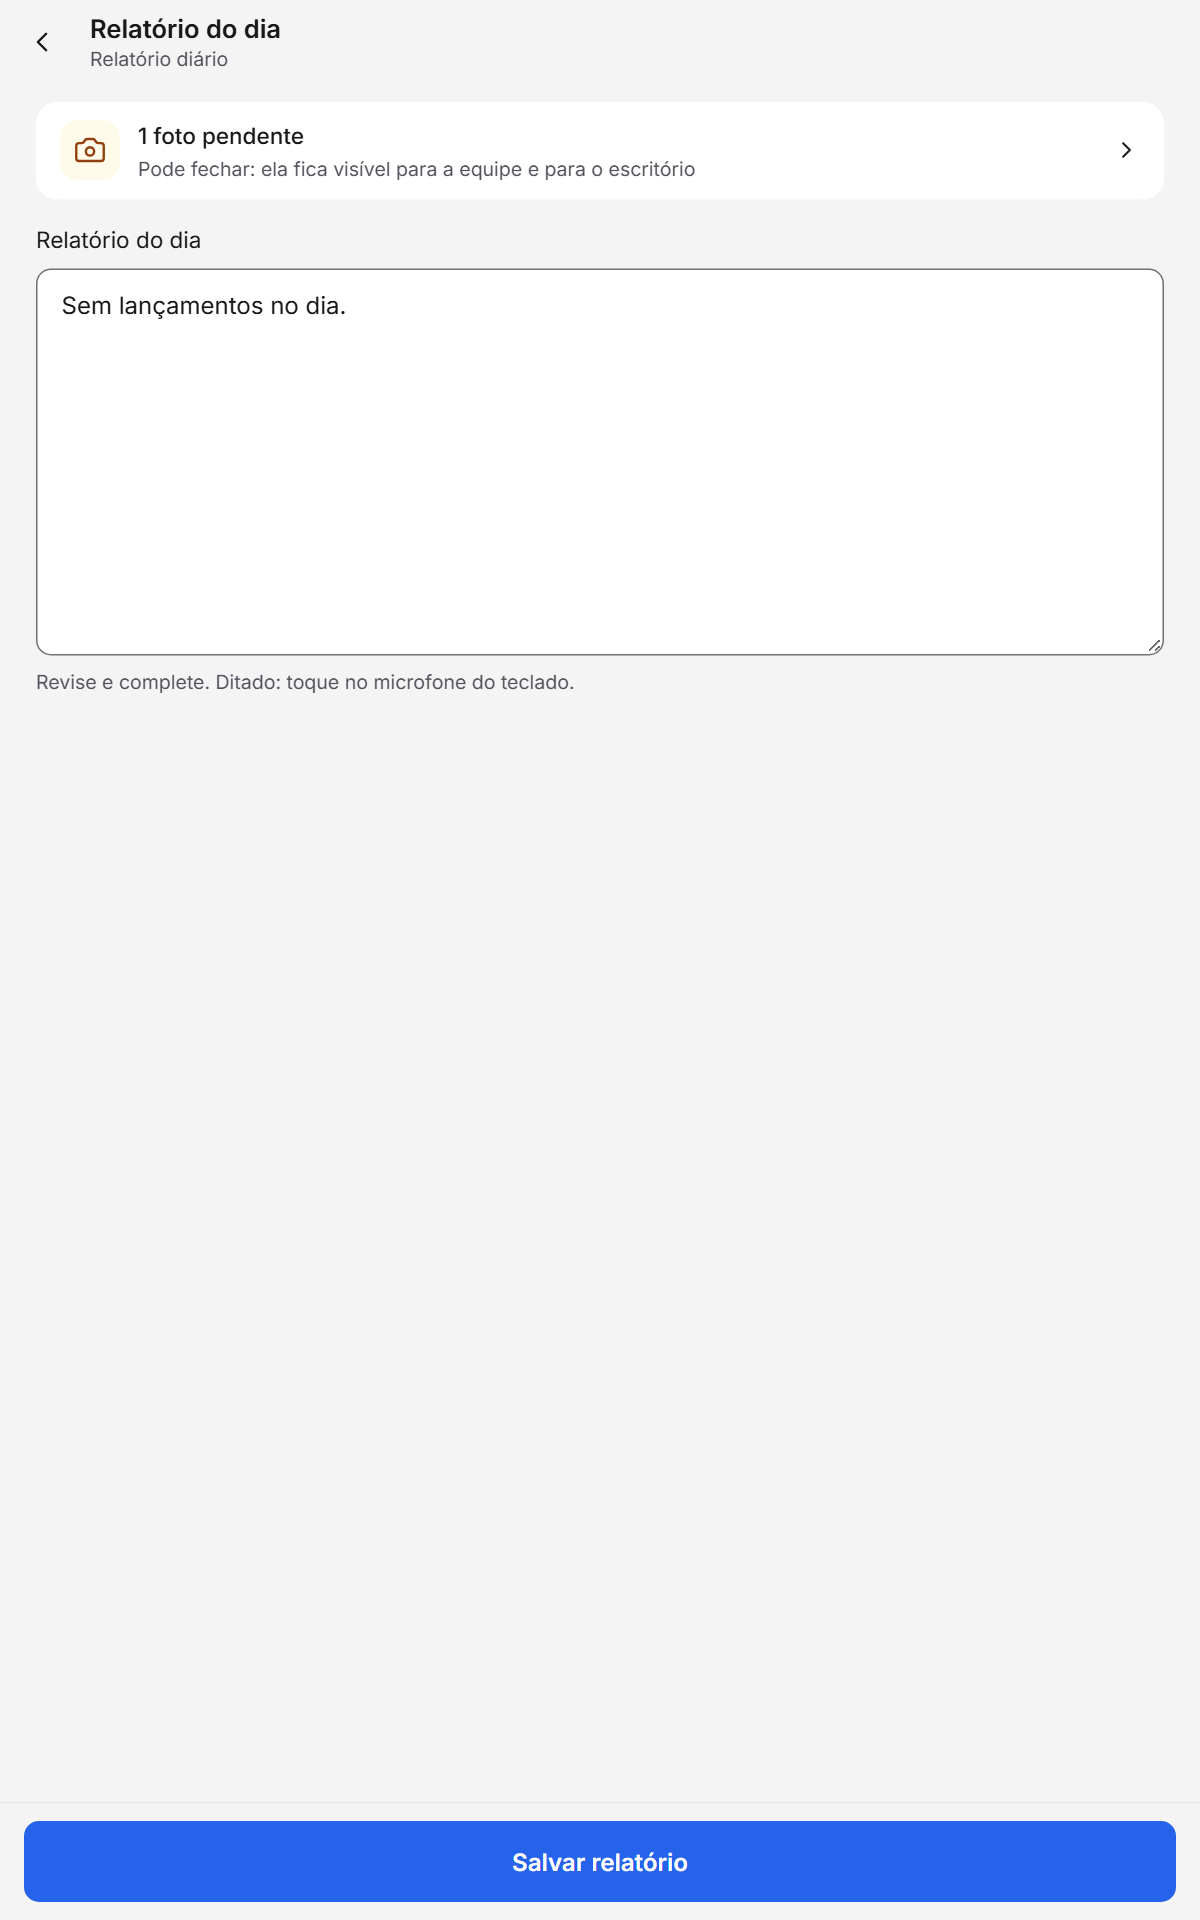 Relatório do dia
Relatório diário
1 foto pendente
Pode fechar: ela fica visível para a equipe e para o escritório
Relatório do dia
Sem lançamentos no dia.
Revise e complete. Ditado: toque no microfone do teclado.
Salvar relatório